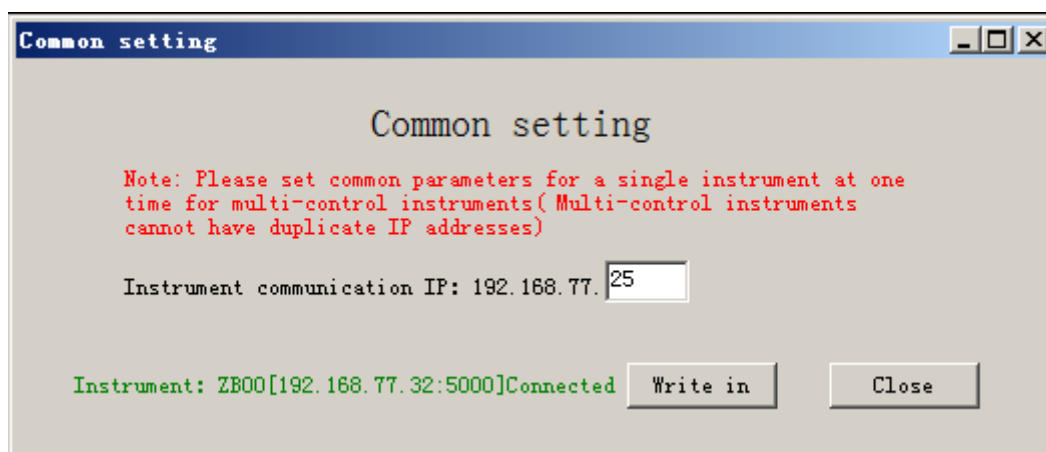 Common setting
Common setting
Note: Please set common parameters for a single instrument at one
time for multi-control instruments( Multi-control instruments
cannot have duplicate IP addresses)
Instrument communication IP: 192.168.77. 25
Instrument: ZB00[192.168.77.32:5000]Connected Write in Close